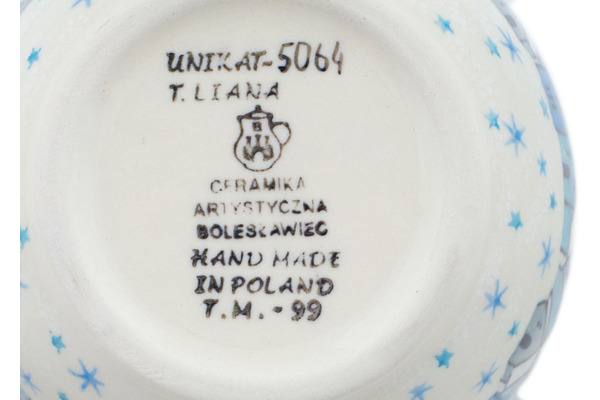 UNIKAT-5064
T. LIANA
B
CERAMIKA
ARTYSTYCZNA
BOLESŁAWIEC
HAND MADE
IN POLAND
T.M.-99